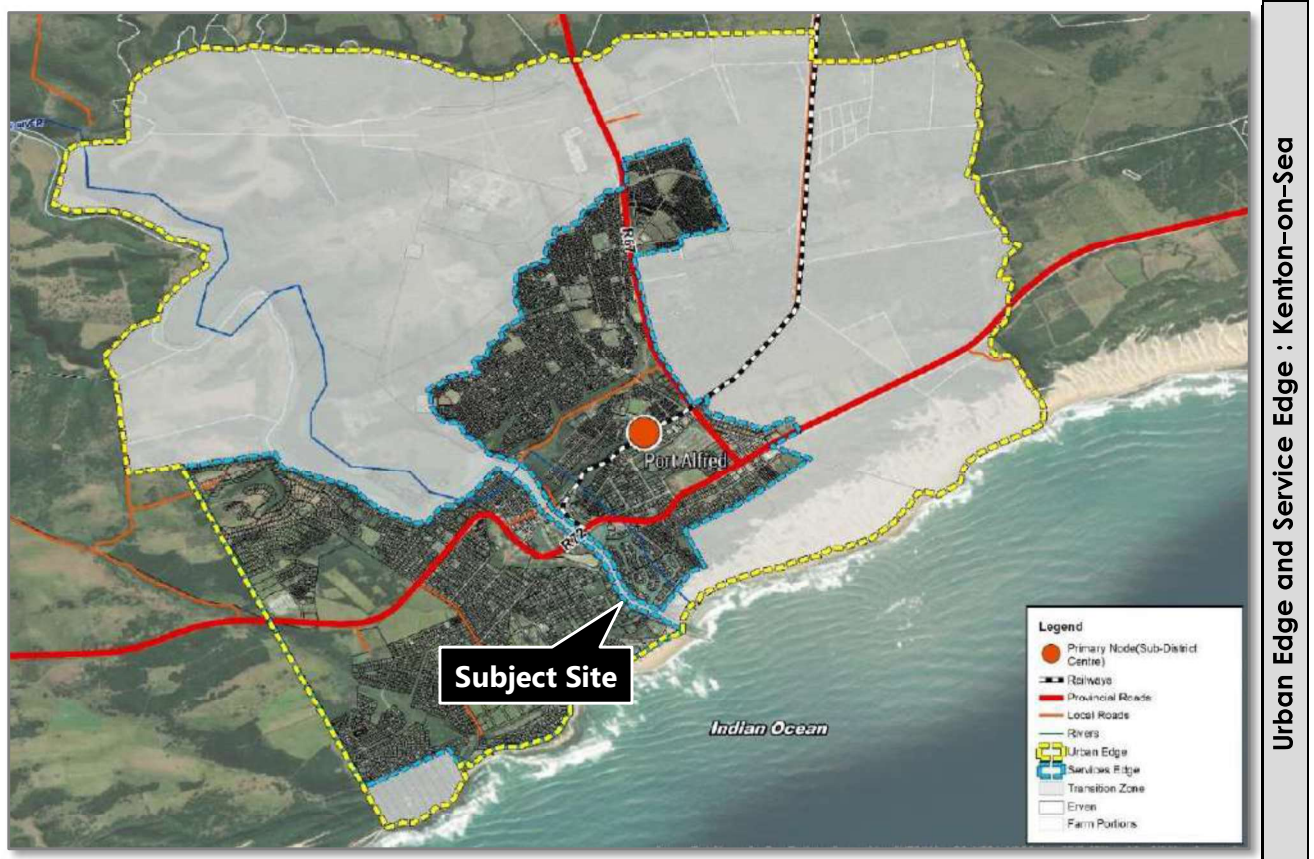 R67
Port Alfred
R72
Subject Site
Indian Ocean
Legend
Primary Node(Sub-District
Centre)
Railways
Provincial Roads
Local Roads
Rivers
Urban Edge
Services Edge
Transition Zone
Erven
Farm Portions
Urban Edge and Service Edge : Kenton-on-Sea